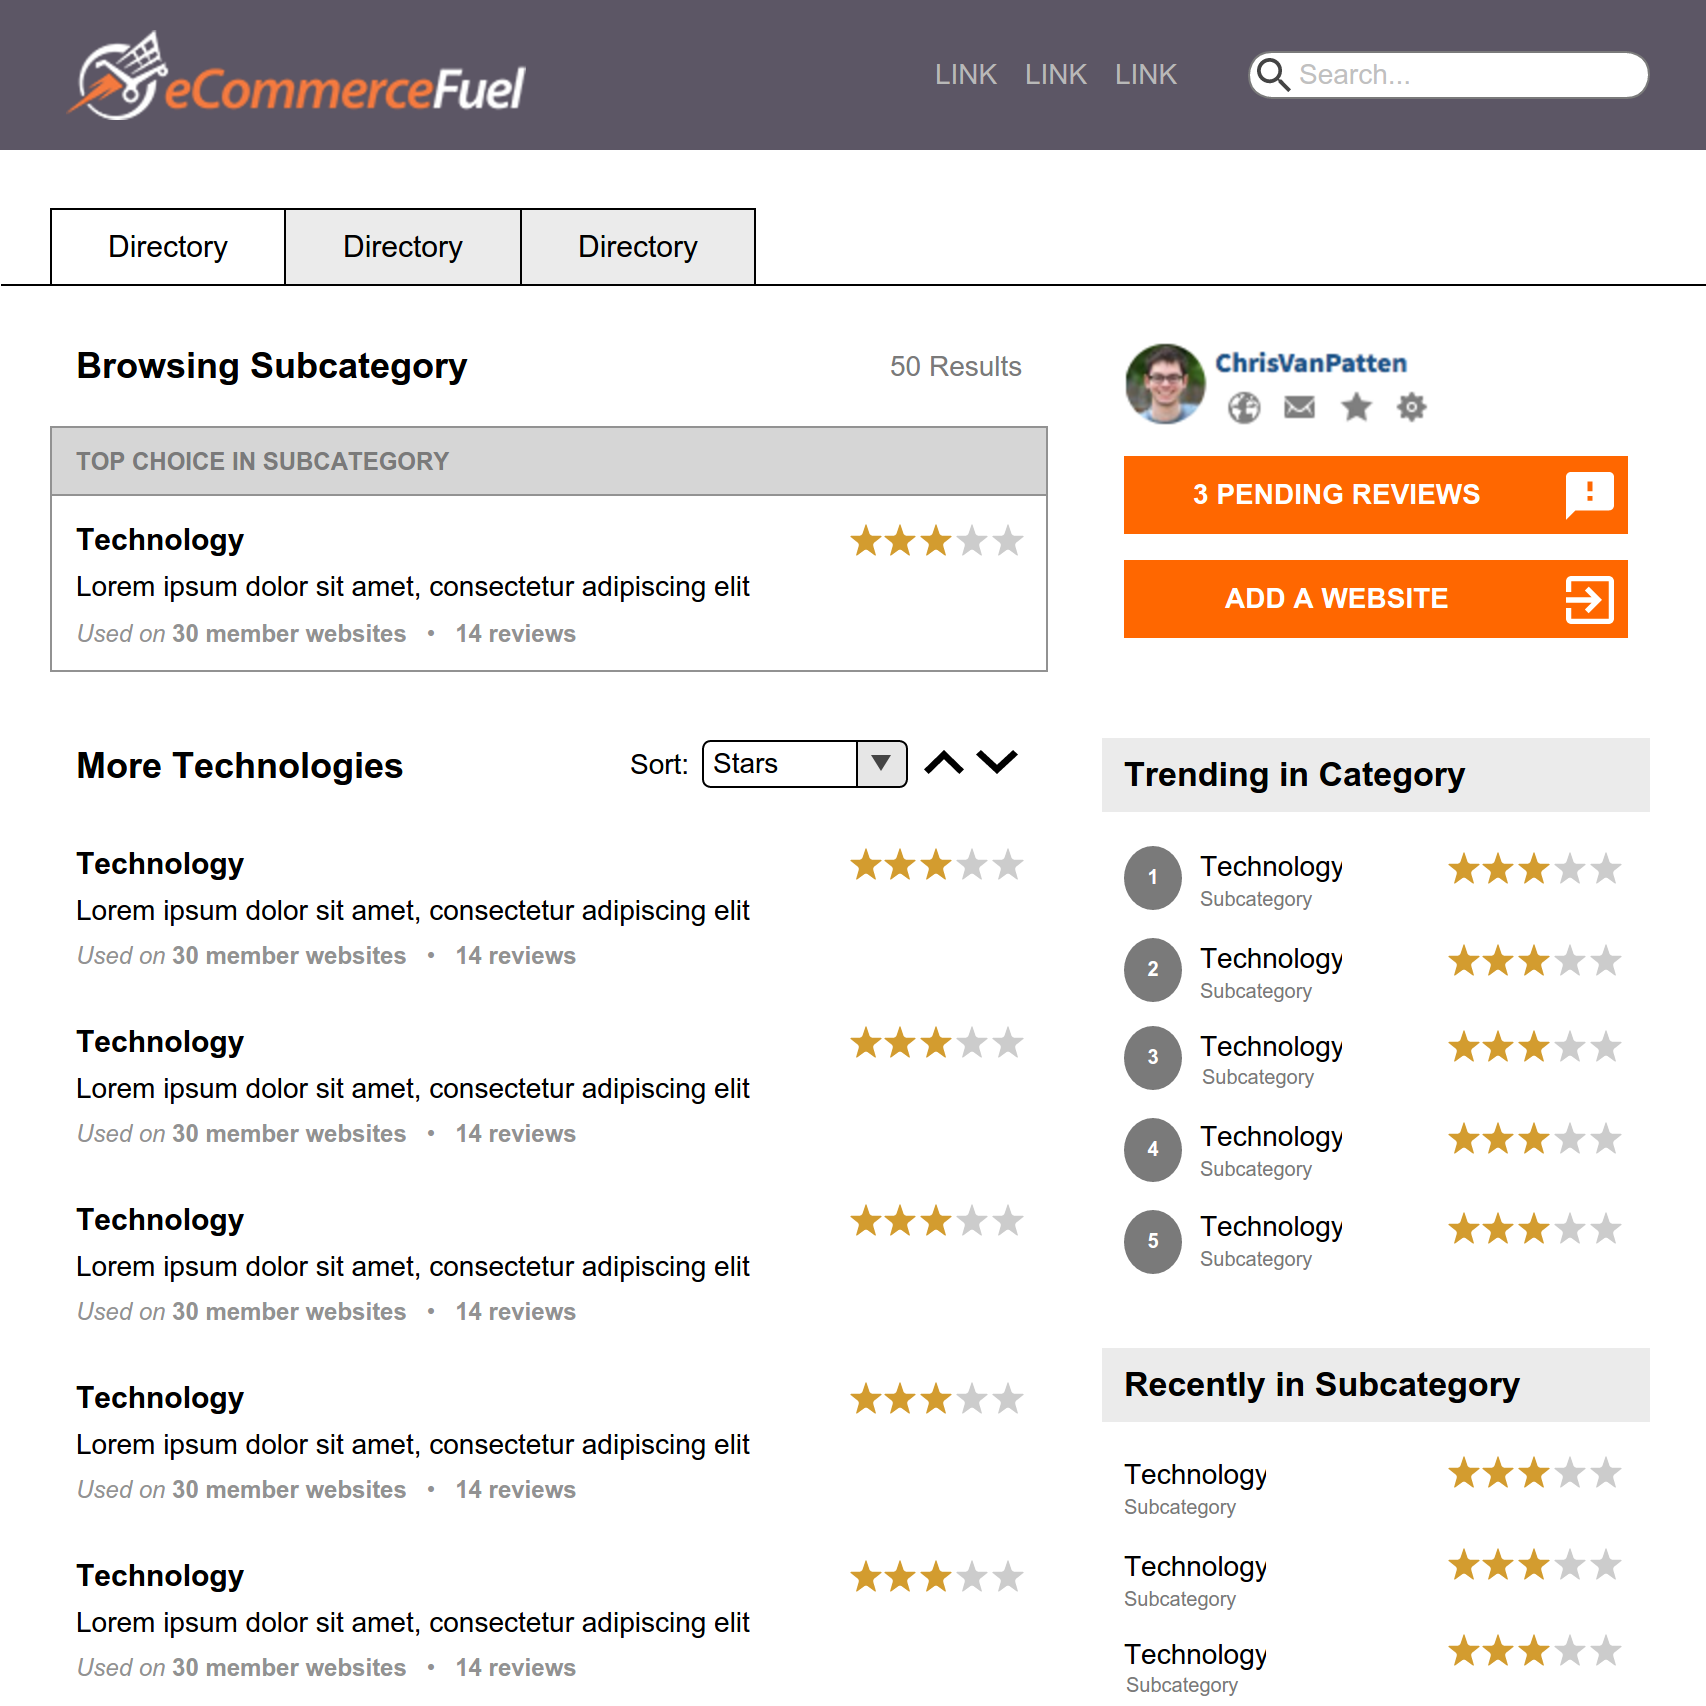 eCommerceFuel
LINK LINK LINK
Search...
Directory Directory Directory
Browsing Subcategory
50 Results
TOP CHOICE IN SUBCATEGORY
Technology
Lorem ipsum dolor sit amet, consectetur adipiscing elit
Used on 30 member websites • 14 reviews
More Technologies
Sort: Stars
Technology
Lorem ipsum dolor sit amet, consectetur adipiscing elit
Used on 30 member websites • 14 reviews
Technology
Lorem ipsum dolor sit amet, consectetur adipiscing elit
Used on 30 member websites • 14 reviews
Technology
Lorem ipsum dolor sit amet, consectetur adipiscing elit
Used on 30 member websites • 14 reviews
Technology
Lorem ipsum dolor sit amet, consectetur adipiscing elit
Used on 30 member websites • 14 reviews
Technology
Lorem ipsum dolor sit amet, consectetur adipiscing elit
Used on 30 member websites • 14 reviews
ChrisVanPatten
3 PENDING REVIEWS
ADD A WEBSITE
Trending in Category
1 Technology
Subcategory
2 Technology
Subcategory
3 Technology
Subcategory
4 Technology
Subcategory
5 Technology
Subcategory
Recently in Subcategory
Technology
Subcategory
Technology
Subcategory
Technology
Subcategory